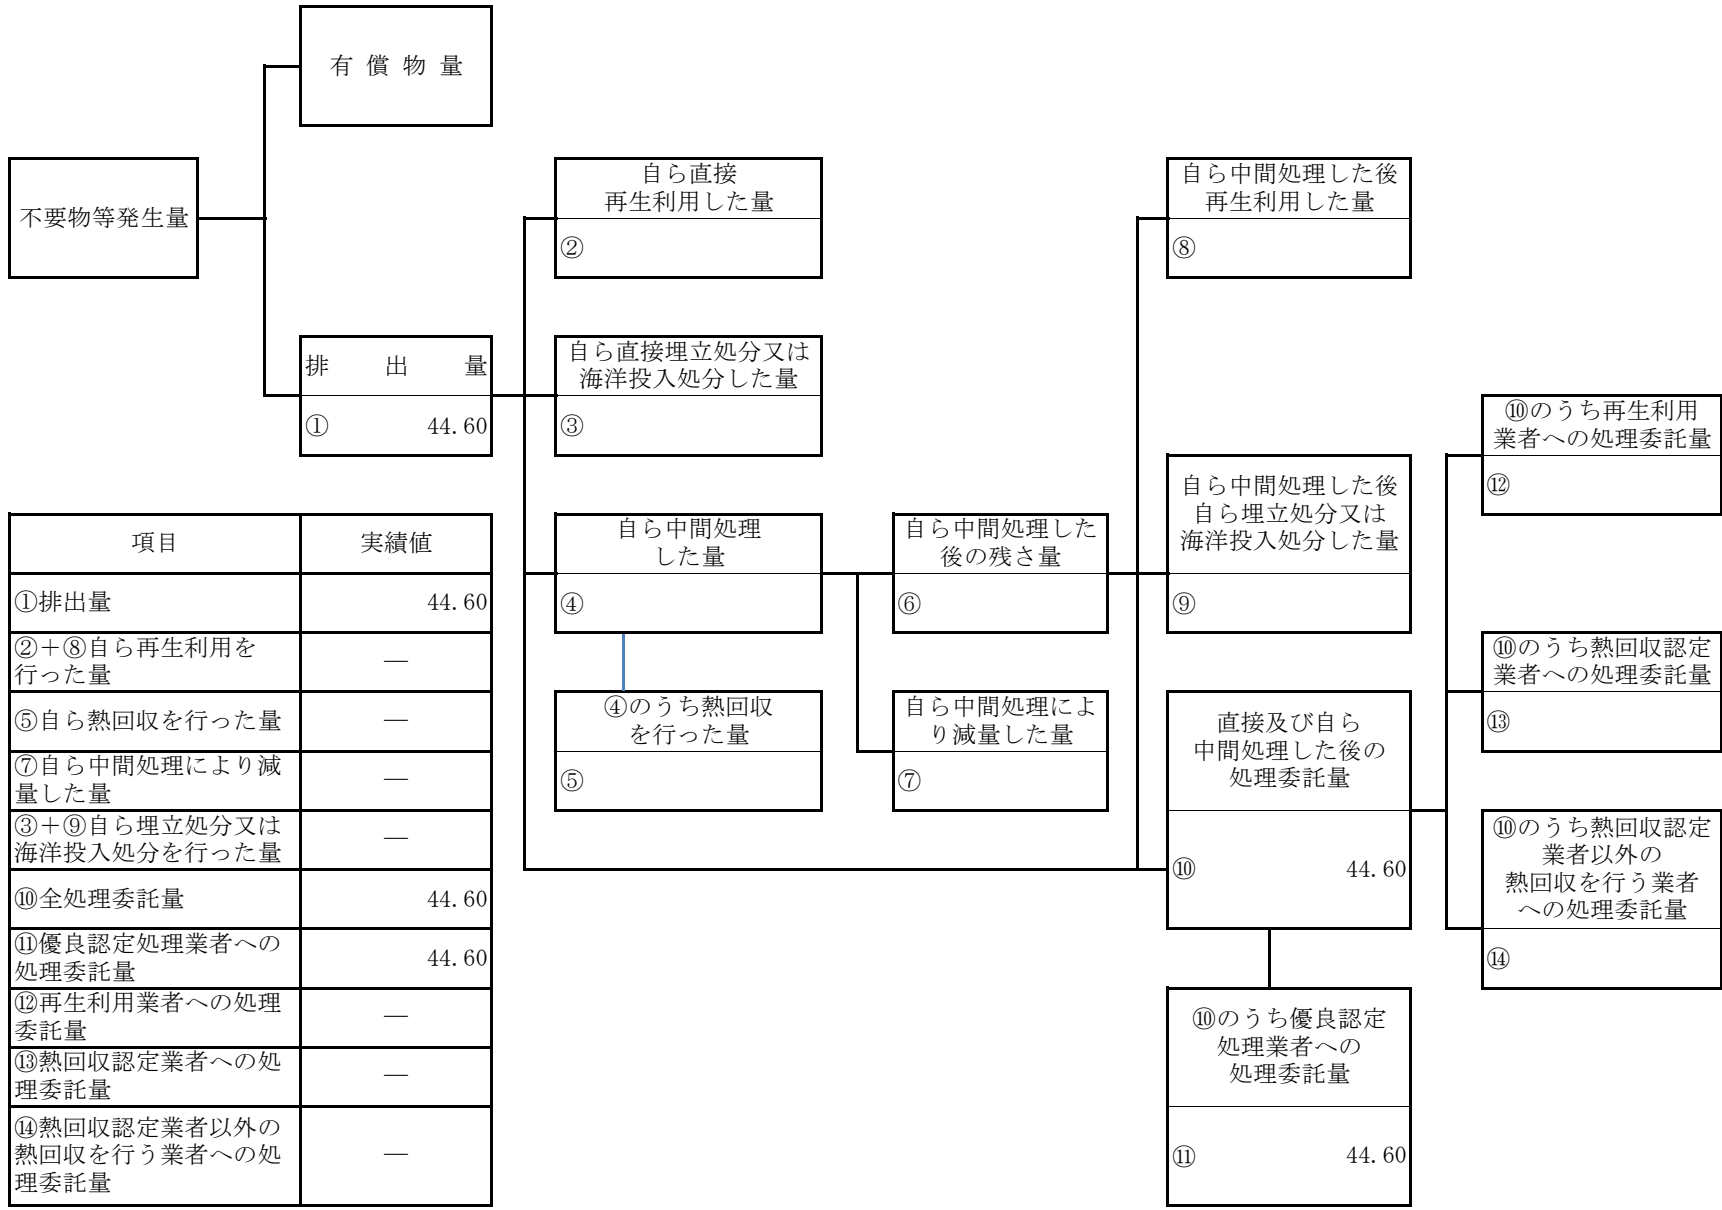 有 償 物 量
不要物等発生量
排 出 量
① 44.60
自ら直接
再生利用した量
②
自ら直接埋立処分又は
海洋投入処分した量
③
自ら中間処理
した量
④
④のうち熱回収
を行った量
⑤
自ら中間処理した
後の残さ量
⑥
自ら中間処理によ
り減量した量
⑦
自ら中間処理した後
再生利用した量
⑧
自ら中間処理した後
自ら埋立処分又は
海洋投入処分した量
⑨
直接及び自ら
中間処理した後の
処理委託量
⑩ 44.60
⑩のうち優良認定
処理業者への
処理委託量
⑪ 44.60
⑩のうち再生利用
業者への処理委託量
⑫
⑩のうち熱回収認定
業者への処理委託量
⑬
⑩のうち熱回収認定
業者以外の
熱回収を行う業者
への処理委託量
⑭
項目 実績値
①排出量 44.60
②＋⑧自ら再生利用を
行った量 ―
⑤自ら熱回収を行った量 ―
⑦自ら中間処理により減
量した量 ―
③＋⑨自ら埋立処分又は
海洋投入処分を行った量 ―
⑩全処理委託量 44.60
⑪優良認定処理業者への
処理委託量 44.60
⑫再生利用業者への処理
委託量 ―
⑬熱回収認定業者への処
理委託量 ―
⑭熱回収認定業者以外の
熱回収を行う業者への処 ―
理委託量